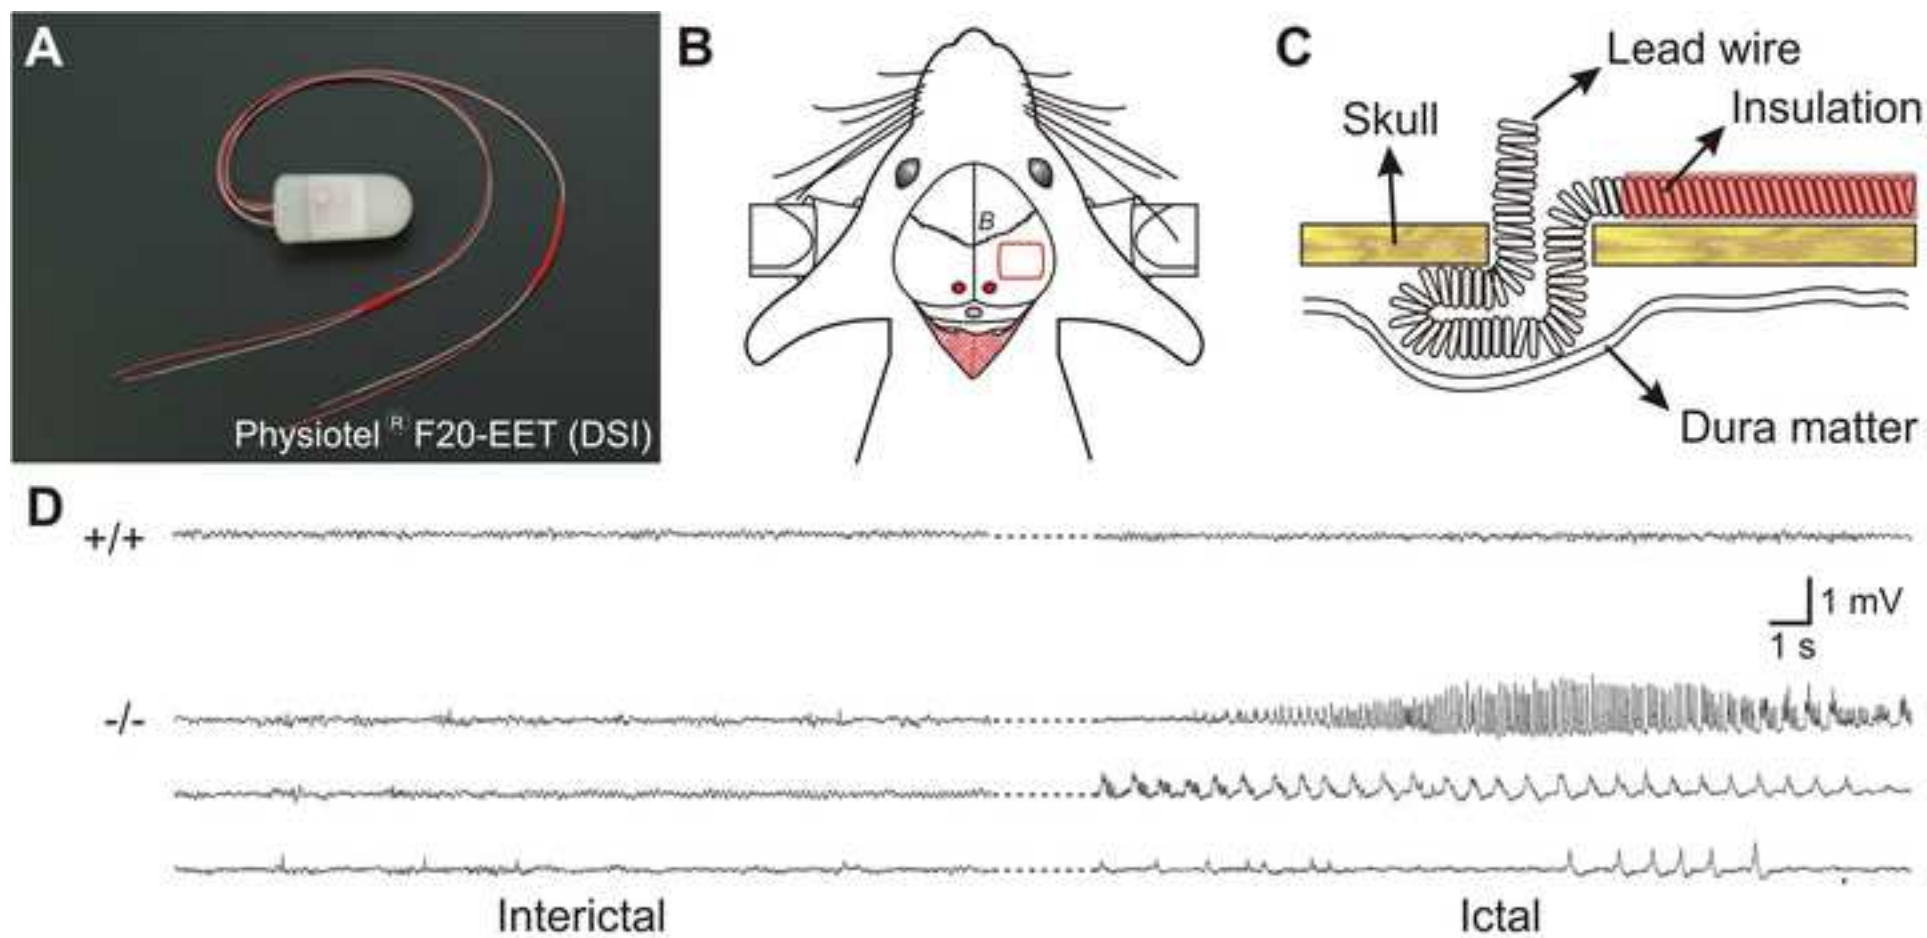 A
Physiotel ® F20-EET (DSI)
B
B
C
Lead wire
Insulation
Skull
Dura matter
D
+/+
1 mV
1 s
-/-
Interictal
Ictal